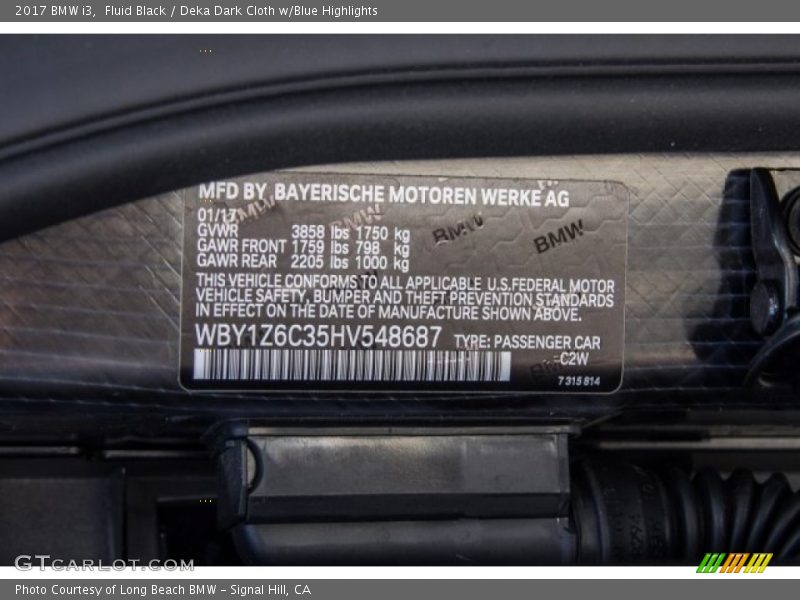 2017 BMW i3, Fluid Black / Deka Dark Cloth w/Blue Highlights
MFD BY BAYERISCHE MOTOREN WERKE AG
01/17
BMW BMW BMW BMW
GVWR 3858 lbs 1750 kg
GAWR FRONT 1759 lbs 798 kg
GAWR REAR 2205 lbs 1000 kg
THIS VEHICLE CONFORMS TO ALL APPLICABLE U.S.FEDERAL MOTOR
VEHICLE SAFETY, BUMPER AND THEFT PREVENTION STANDARDS
IN EFFECT ON THE DATE OF MANUFACTURE SHOWN ABOVE.
WBY1Z6C35HV548687 TYPE: PASSENGER CAR
-C2W
7 315 814
GTCARLOT.COM
Photo Courtesy of Long Beach BMW - Signal Hill, CA